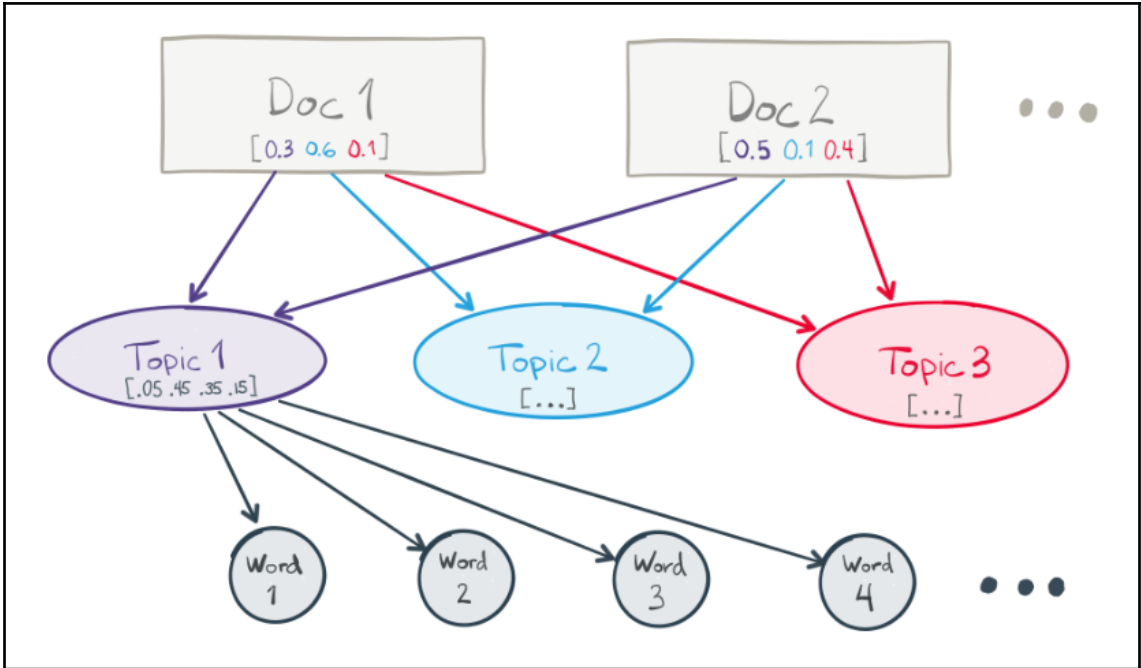 Doc 1
[0.3 0.6 0.1]
Doc 2
[0.5 0.1 0.4]
...
Topic 1
[.05 .45 .35 .15]
Topic 2
[...]
Topic 3
[...]
Word
1
Word
2
Word
3
Word
4
...